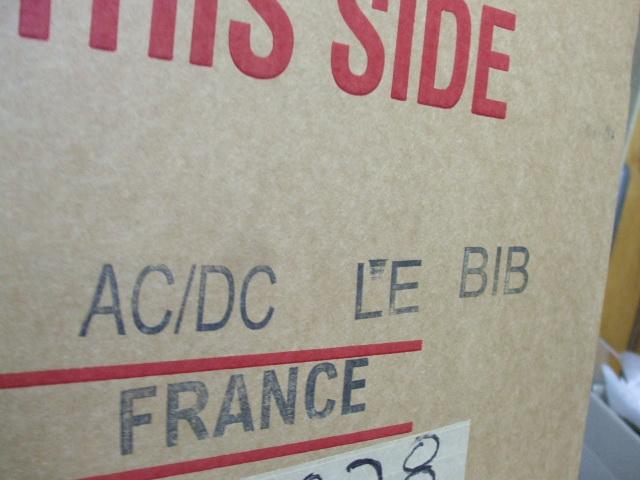 THIS SIDE
AC/DC LE BIB
FRANCE